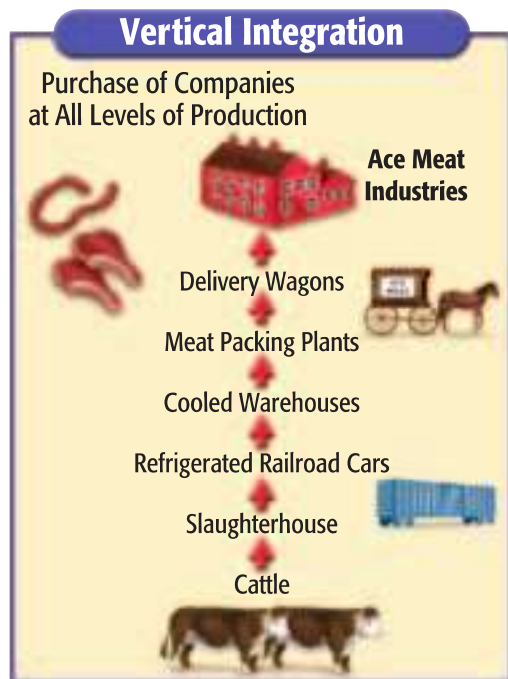 Vertical Integration
Purchase of Companies
at All Levels of Production
Ace Meat
Industries
Delivery Wagons
Meat Packing Plants
Cooled Warehouses
Refrigerated Railroad Cars
Slaughterhouse
Cattle